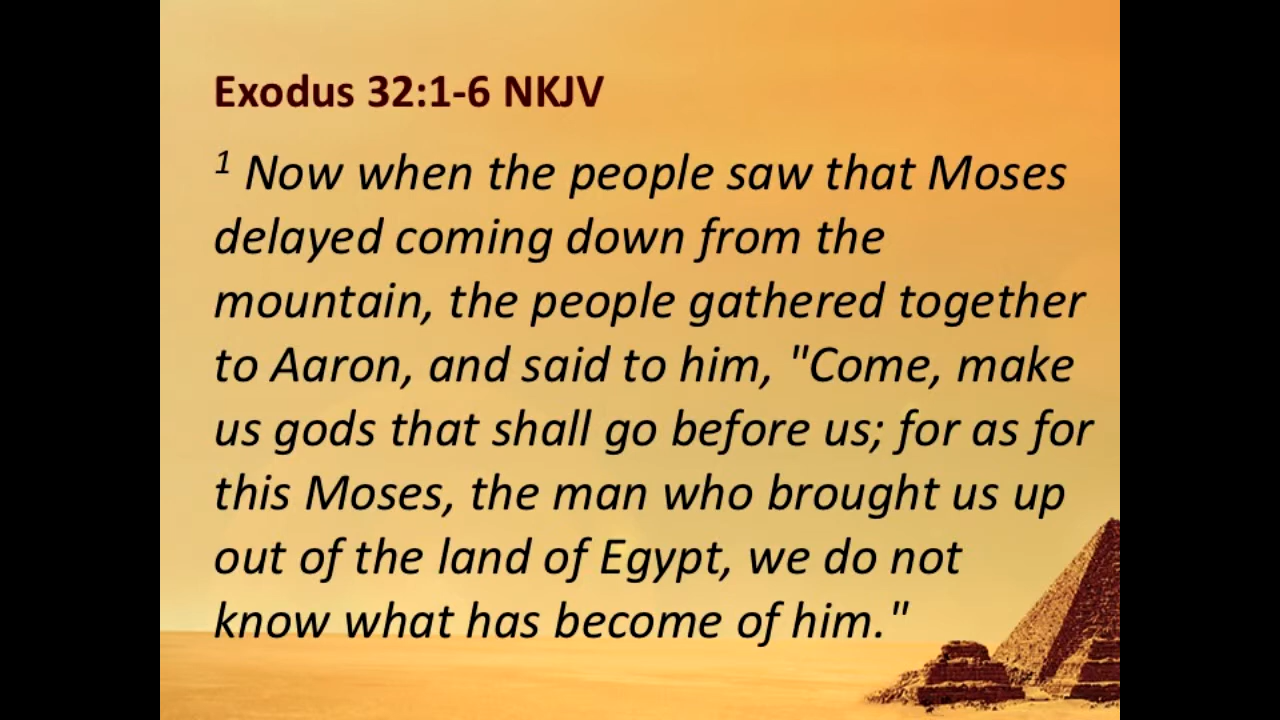 Exodus 32:1-6 NKJV
1 Now when the people saw that Moses
delayed coming down from the
mountain, the people gathered together
to Aaron, and said to him, "Come, make
us gods that shall go before us; for as for
this Moses, the man who brought us up
out of the land of Egypt, we do not
know what has become of him."